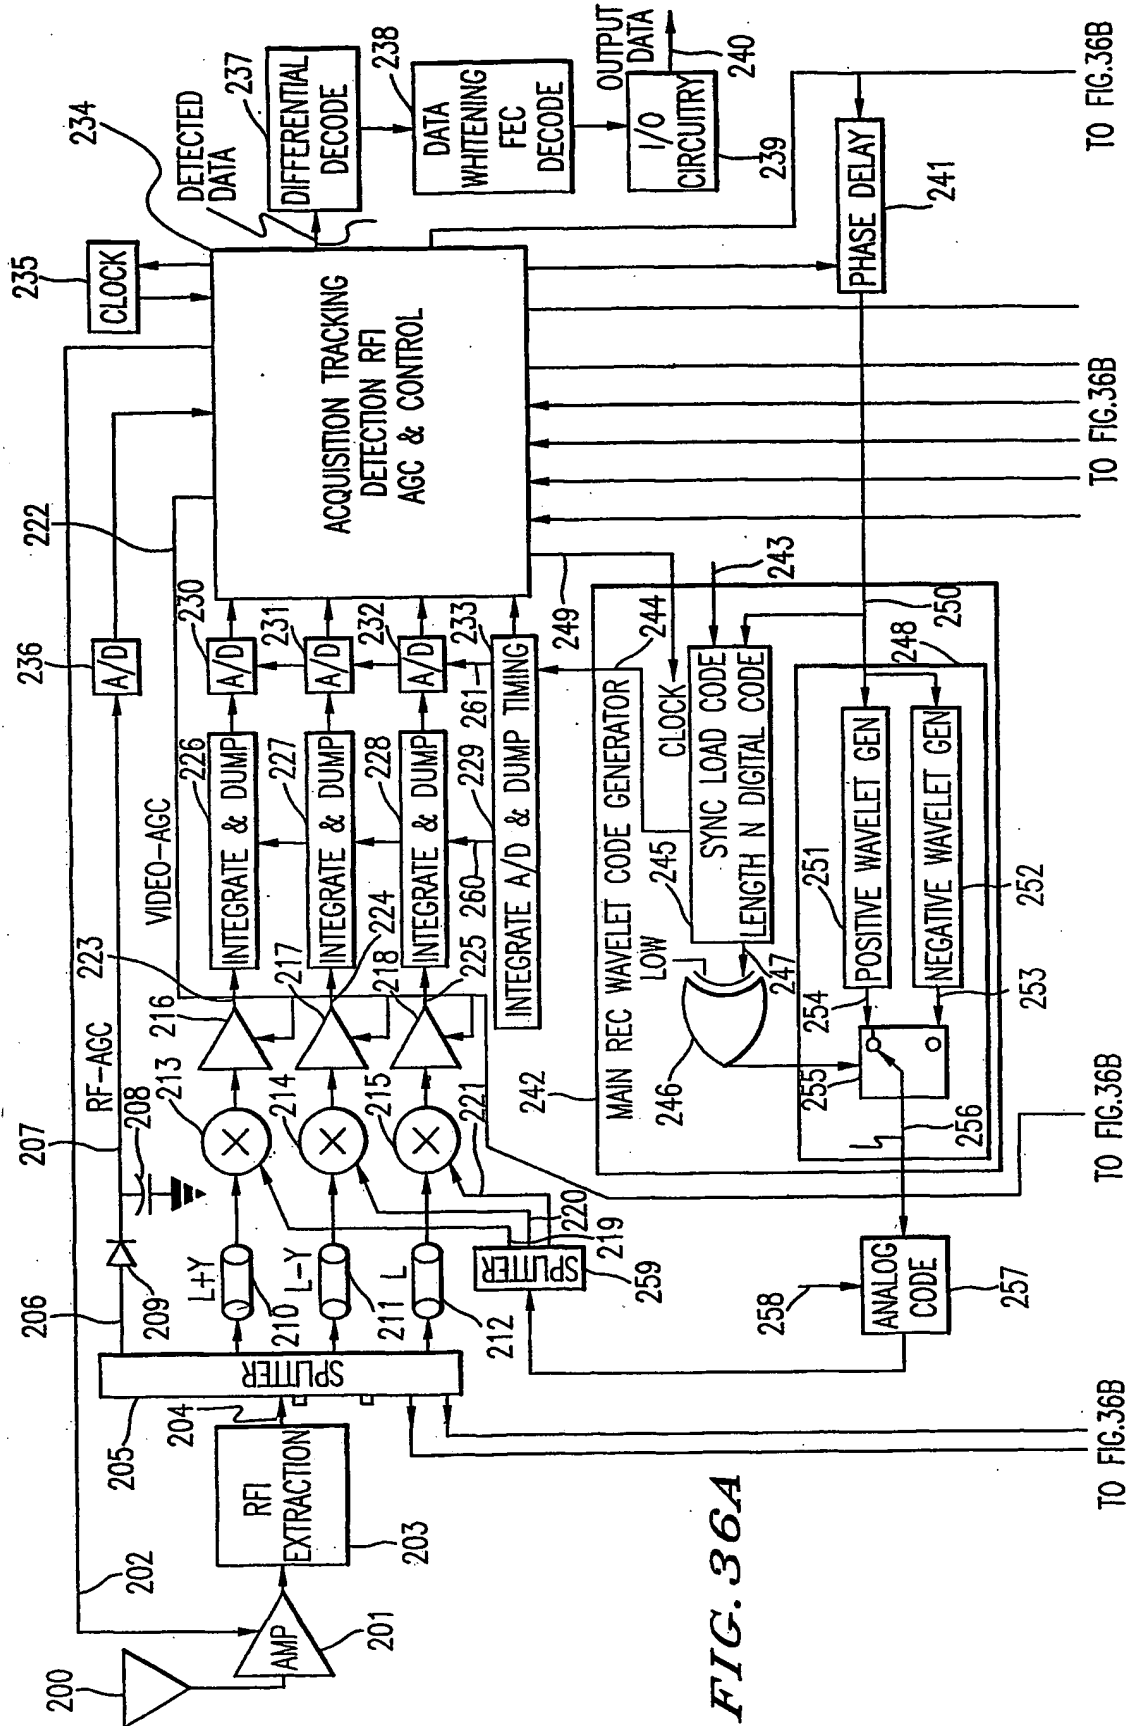 200
AMP
201
202
RFI
EXTRACTION
203
204
205
SPLITTER
206
209
207
208
RF-AGC
L+Y
210
L-Y
211
L
212
SPLITTER
259
219
220
221
213
214
215
216
217
218
223
224
225
VIDEO-AGC
222
INTEGRATE & DUMP
226
INTEGRATE & DUMP
227
INTEGRATE & DUMP
228
260
229
INTEGRATE A/D & DUMP TIMING
261
A/D
230
A/D
231
A/D
232
233
A/D
236
ACQUISITION TRACKING
DETECTION RFI
AGC & CONTROL
234
CLOCK
235
DETECTED
DATA
DIFFERENTIAL
DECODE
237
DATA
WHITENING
FEC
DECODE
238
I/O
CIRCUITRY
239
OUTPUT
DATA
240
PHASE DELAY
241
242
MAIN REC WAVELET CODE GENERATOR
244
249
CLOCK
243
SYNC LOAD CODE
LENGTH N DIGITAL CODE
245
LOW
246
247
250
248
POSITIVE WAVELET GEN
251
NEGATIVE WAVELET GEN
252
254
253
255
256
ANALOG
CODE
257
258
TO FIG.36B
TO FIG.36B
TO FIG.36B
TO FIG.36B
FIG. 36A